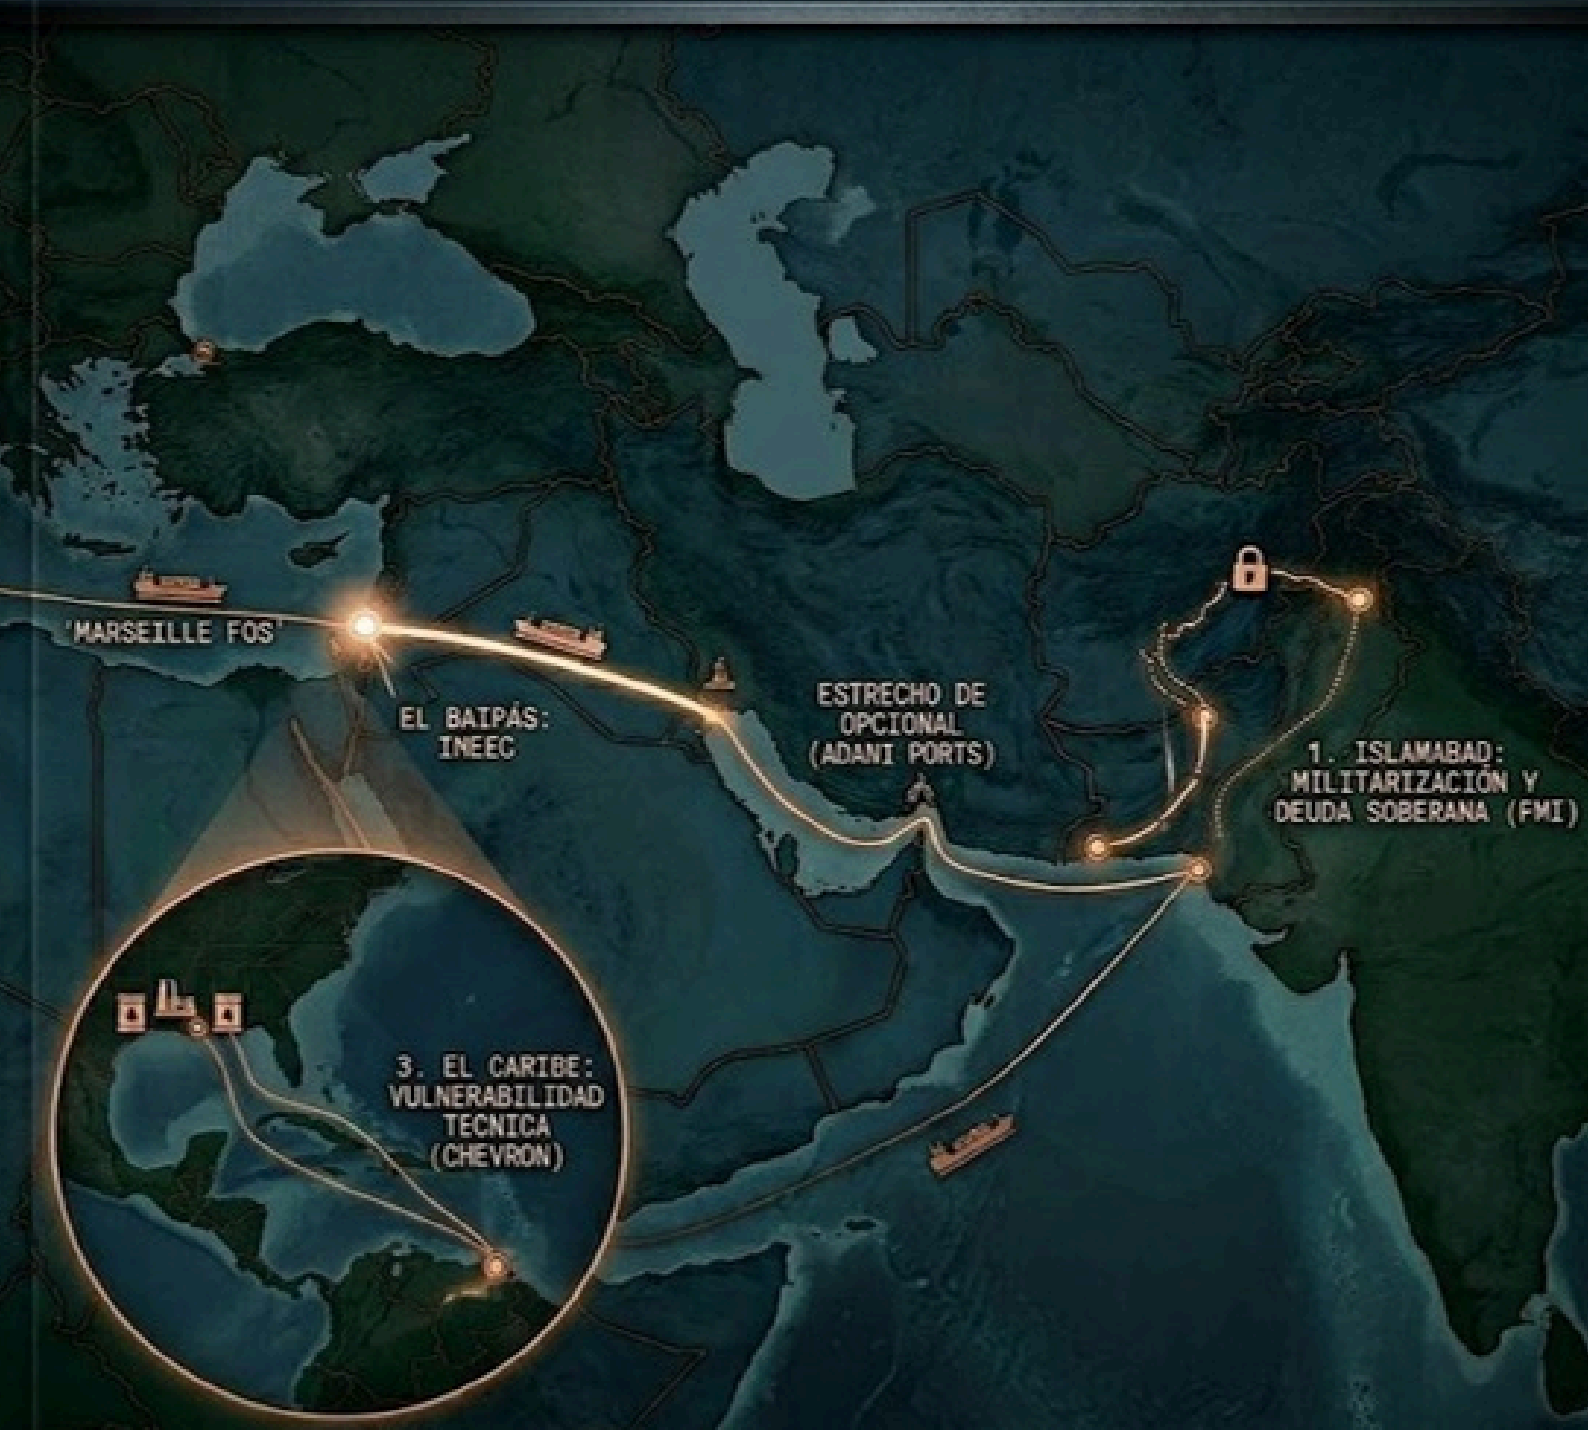 'MARSEILLE FOS'
EL BAIPÁS:
IMEEC
ESTRECHO DE
OPCIONAL
(ADANI PORTS)
1. ISLAMABAD:
MILITARIZACIÓN Y
DEUDA SOBERANA (FMI)
3. EL CARIBE:
VULNERABILIDAD
TECNICA
(CHEVRON)